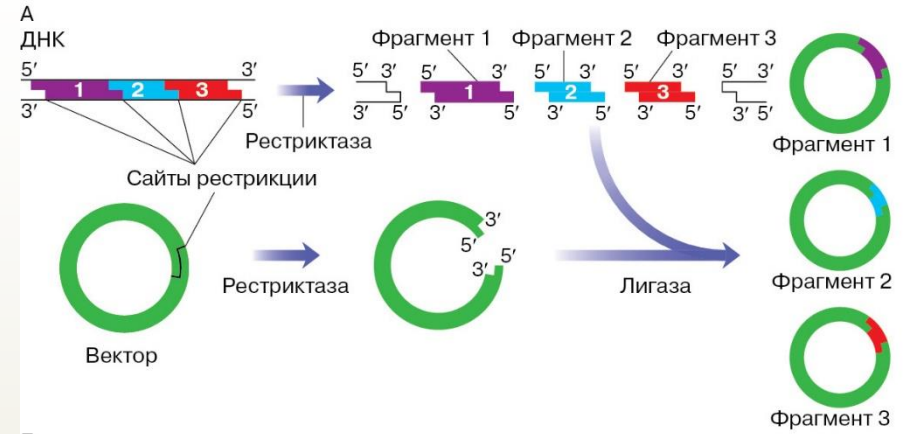 А
ДНК
5′ 3′
1 2 3
3′ 5′
Рестриктаза
Фрагмент 1 Фрагмент 2 Фрагмент 3
5′ 3′ 5′ 3′ 5′ 3′ 5′ 3′ 5′ 3′
1 2 3
3′ 5′ 3′ 5′ 3′ 5′ 3′ 5′ 3′ 5′
Сайты рестрикции
Вектор
Рестриктаза
3′
5′
5′
3′
Лигаза
Фрагмент 1
Фрагмент 2
Фрагмент 3